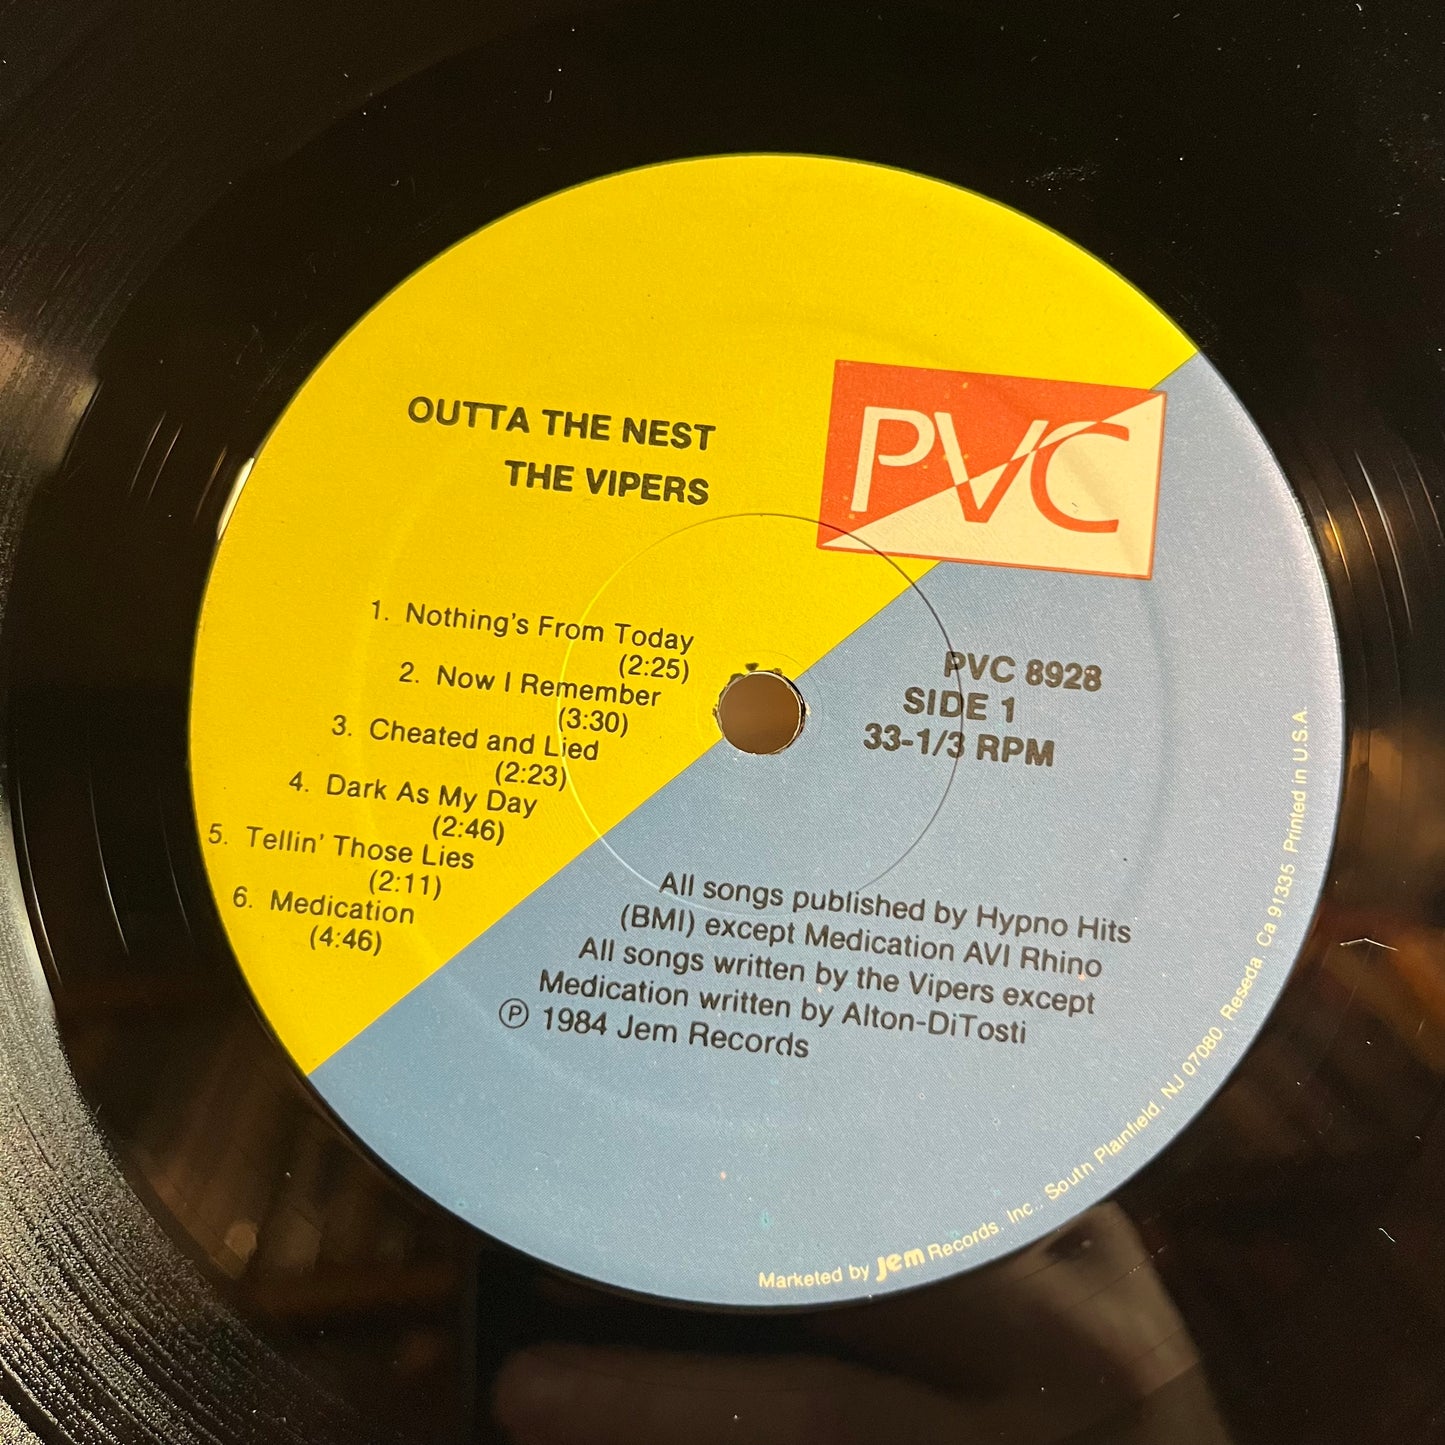 OUTTA THE NEST
THE VIPERS
PVC
1. Nothing's From Today
(2:25)
2. Now I Remember
(3:30)
3. Cheated and Lied
(2:23)
4. Dark As My Day
(2:46)
5. Tellin' Those Lies
(2:11)
6. Medication
(4:46)
PVC 8928
SIDE 1
33-1/3 RPM
All songs published by Hypno Hits
(BMI) except Medication AVI Rhino
All songs written by the Vipers except
Medication written by Alton-DiTosti
Ⓟ 1984 Jem Records
Marketed by Jem Records, Inc., South Plainfield, NJ 07080, Reseda, Ca 91335 Printed in U.S.A.